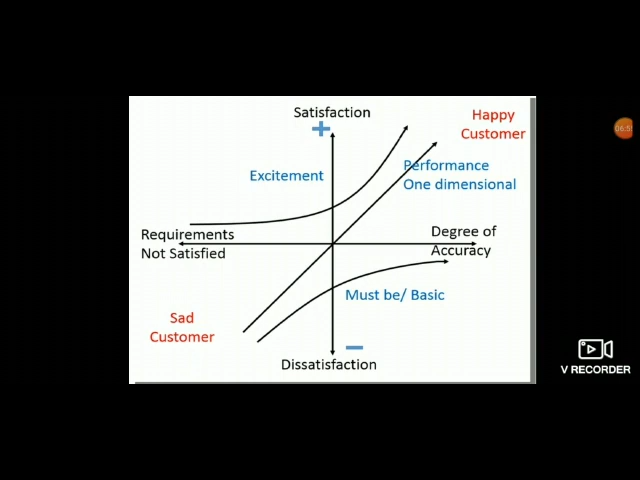 Satisfaction
+
Happy
Customer
Excitement
Performance
One dimensional
Requirements
Not Satisfied
Degree of
Accuracy
Must be/ Basic
Sad
Customer
Dissatisfaction
V RECORDER